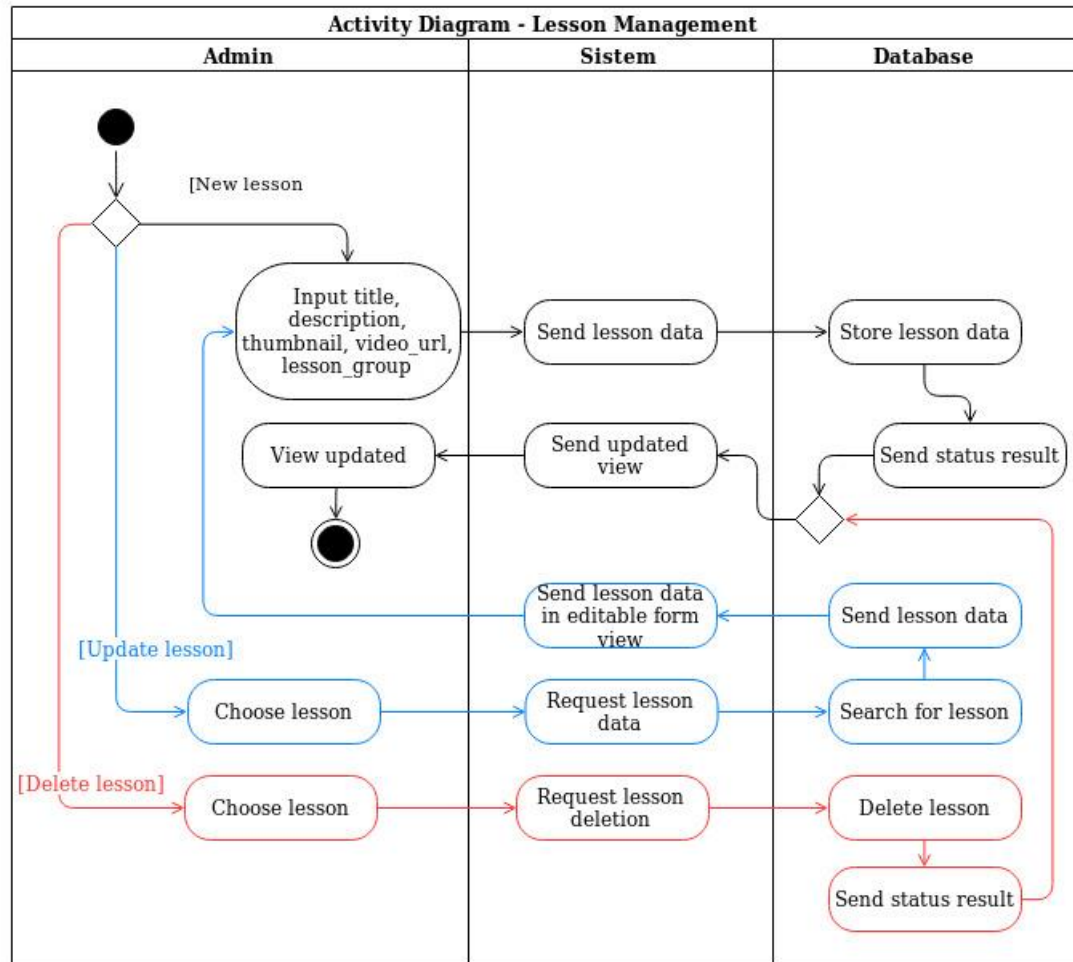 Activity Diagram - Lesson Management
Admin
Sistem
Database
[New lesson
Input title,
description,
thumbnail, video_url,
lesson_group
Send lesson data
Store lesson data
View updated
Send updated
view
Send status result
Send lesson data
in editable form
view
Send lesson data
[Update lesson]
Choose lesson
Request lesson
data
Search for lesson
[Delete lesson]
Choose lesson
Request lesson
deletion
Delete lesson
Send status result